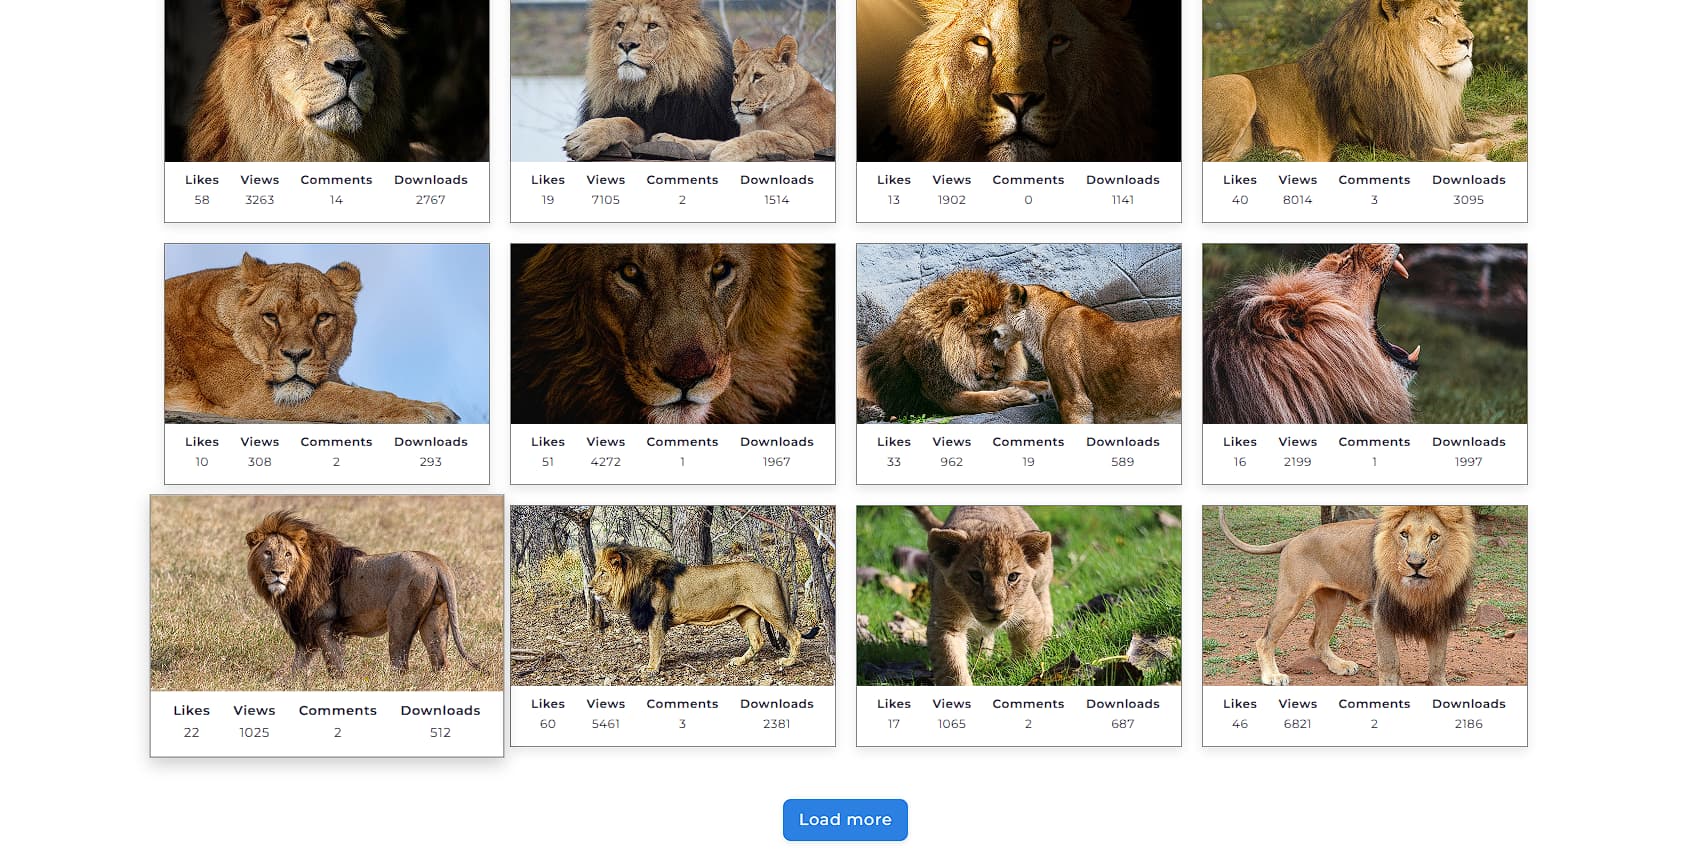 Likes Views Comments Downloads
58 3263 14 2767
Likes Views Comments Downloads
19 7105 2 1514
Likes Views Comments Downloads
13 1902 0 1141
Likes Views Comments Downloads
40 8014 3 3095
Likes Views Comments Downloads
10 308 2 293
Likes Views Comments Downloads
51 4272 1 1967
Likes Views Comments Downloads
33 962 19 589
Likes Views Comments Downloads
16 2199 1 1997
Likes Views Comments Downloads
22 1025 2 512
Likes Views Comments Downloads
60 5461 3 2381
Likes Views Comments Downloads
17 1065 2 687
Likes Views Comments Downloads
46 6821 2 2186
Load more